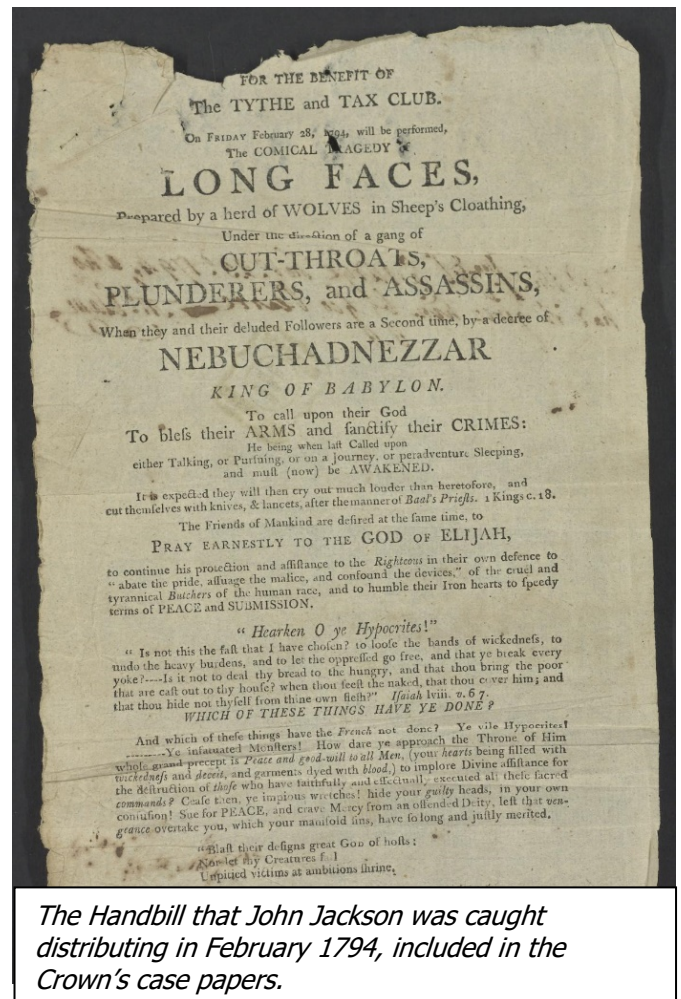 FOR THE BENEFIT OF
The TYTHE and TAX CLUB.
On FRIDAY February 28, 1794, will be performed,
The COMICAL TRAGEDY
LONG FACES,
Prepared by a herd of WOLVES in Sheep's Cloathing,
Under the direction of a gang of
CUT-THROATS,
PLUNDERERS, and ASSASSINS,
When they and their deluded Followers are a Second time, by a decree of
NEBUCHADNEZZAR
KING OF BABYLON.
To call upon their God
To bleſs their ARMS and ſanctify their CRIMES:
He being when laſt Called upon
either Talking, or Purſuing, or on a journey, or peradventure Sleeping,
and muſt (now) be AWAKENED.
It is expected they will then cry out much louder than heretofore, and
cut themſelves with knives, & lancets, after the manner of Baal's Prieſts. 1 Kings c. 18.
The Friends of Mankind are deſired at the ſame time, to
PRAY EARNESTLY TO THE GOD OF ELIJAH,
to continue his protection and aſſiſtance to the Righteous in their own defence to
" abate the pride, aſſuage the malice, and confound the devices," of the cruel and
tyrannical Butchers of the human race, and to humble their Iron hearts to ſpeedy
terms of PEACE and SUBMISSION.
" Hearken O ye Hypocrites!"
" Is not this the faſt that I have choſen? to looſe the bands of wickedneſs, to
undo the heavy burdens, and to let the oppreſſed go free, and that ye break every
yoke?----Is it not to deal thy bread to the hungry, and that thou bring the poor
that are caſt out to thy houſe? when thou ſeeſt the naked, that thou cover him; and
that thou hide not thyſelf from thine own fleſh?" Iſaiah lviii. v. 6 7.
WHICH OF THESE THINGS HAVE YE DONE?
And which of theſe things have the French not done? Ye vile Hypocrites!
--------Ye infatuated Monſters! How dare ye approach the Throne of Him
whoſe grand precept is Peace and good-will to all Men, (your hearts being filled with
wickedneſs and deceit, and garments dyed with blood,) to implore Divine aſſiſtance for
the deſtruction of thoſe who have faithfully and effectually executed all theſe ſacred
commands? Ceaſe then, ye impious wretches! hide your guilty heads, in your own
confuſion! Sue for PEACE, and crave Mercy from an offended Deity, leſt that ven-
geance overtake you, which your manifold ſins, have ſo long and juſtly merited.
"Blaſt their deſigns great GOD of hoſts:
Nor let thy Creatures
Unpitied victims at ambitions ſhrine.
The Handbill that John Jackson was caught
distributing in February 1794, included in the
Crown's case papers.